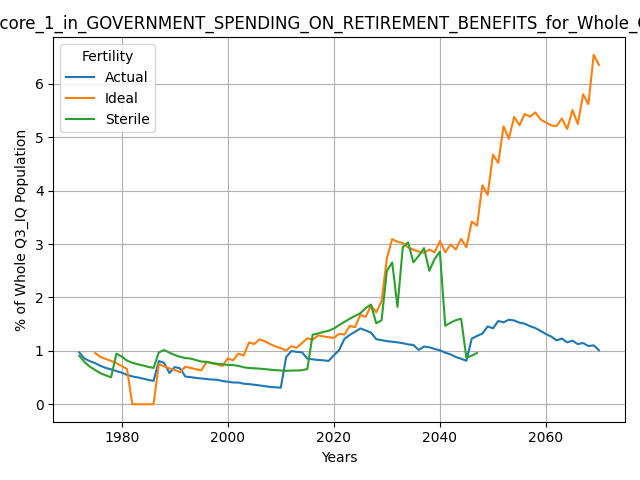 core_1_in_GOVERNMENT_SPENDING_ON_RETIREMENT_BENEFITS_for_Whole_
Fertility
Actual
Ideal
Sterile
% of Whole Q3_IQ Population
6
5
4
3
2
1
0
1980 2000 2020 2040 2060
Years